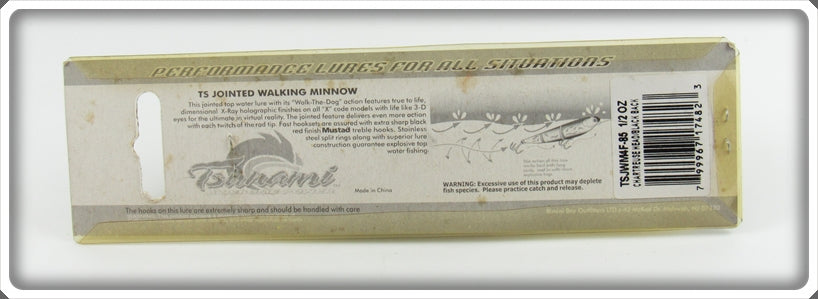 PERFORMANCE LURES FOR ALL SITUATIONS
TS JOINTED WALKING MINNOW
This jointed top water lure with its "Walk-The-Dog" action features true to life,
dimensional X-Ray holographic finishes on all "X" code models with life like 3-D
eyes for the ultimate in virtual reality. The jointed feature delivers even more action
with each twitch of the rod tip. Fast hooksets are assured with extra sharp black
red finish Mustad treble hooks. Stainless
steel split rings along with superior line
construction guarantee explosive top
water fishing
Tsunami
Made in China
The hooks on this lure are extremely sharp and should be handled with care
WARNING: Excessive use of this product may deplete
fish species. Please practice catch and release.
Bimini Bay Outfitters LTD
TSJWM4F-85 1/2 OZ
CHARTREUSE HEAD/BLACK BACK
7 99967 17482 3